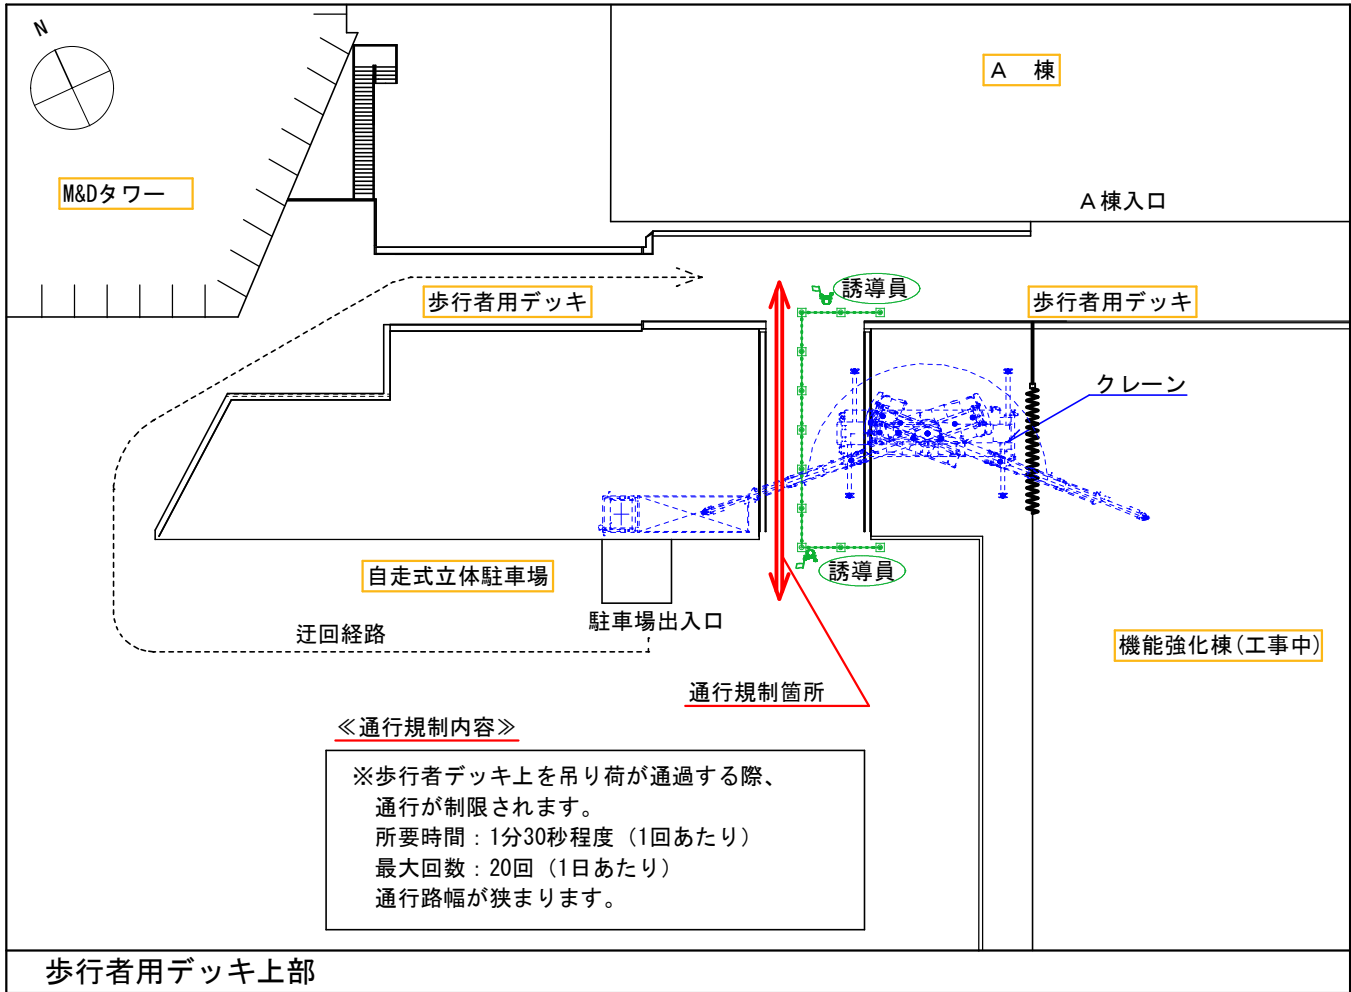 N
A 棟
M&Dタワー
A棟入口
誘導員
歩行者用デッキ
歩行者用デッキ
クレーン
誘導員
自走式立体駐車場
駐車場出入口
迂回経路
機能強化棟(工事中)
通行規制箇所
≪通行規制内容≫
※歩行者デッキ上を吊り荷が通過する際、
通行が制限されます。
所要時間：1分30秒程度（1回あたり）
最大回数：20回（1日あたり）
通行路幅が狭まります。
歩行者用デッキ上部